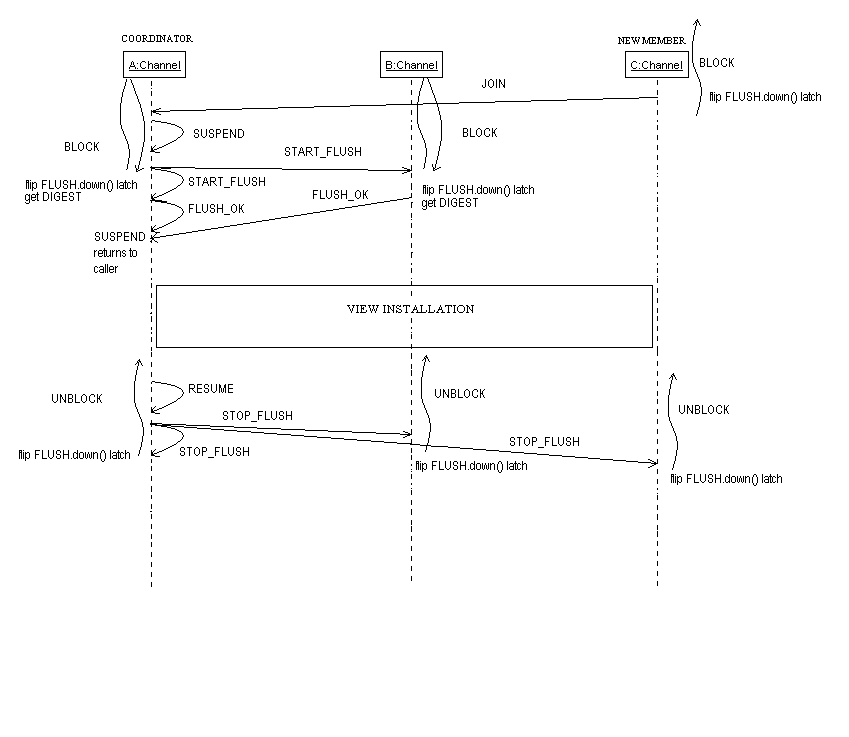 COORDINATOR
NEW MEMBER
A:Channel
B:Channel
C:Channel
BLOCK
JOIN
flip FLUSH.down() latch
SUSPEND
BLOCK
BLOCK
START_FLUSH
flip FLUSH.down() latch
get DIGEST
START_FLUSH
flip FLUSH.down() latch
get DIGEST
FLUSH_OK
FLUSH_OK
SUSPEND
returns to
caller
VIEW INSTALLATION
UNBLOCK
RESUME
UNBLOCK
UNBLOCK
STOP_FLUSH
STOP_FLUSH
flip FLUSH.down() latch
STOP_FLUSH
flip FLUSH.down() latch
flip FLUSH.down() latch